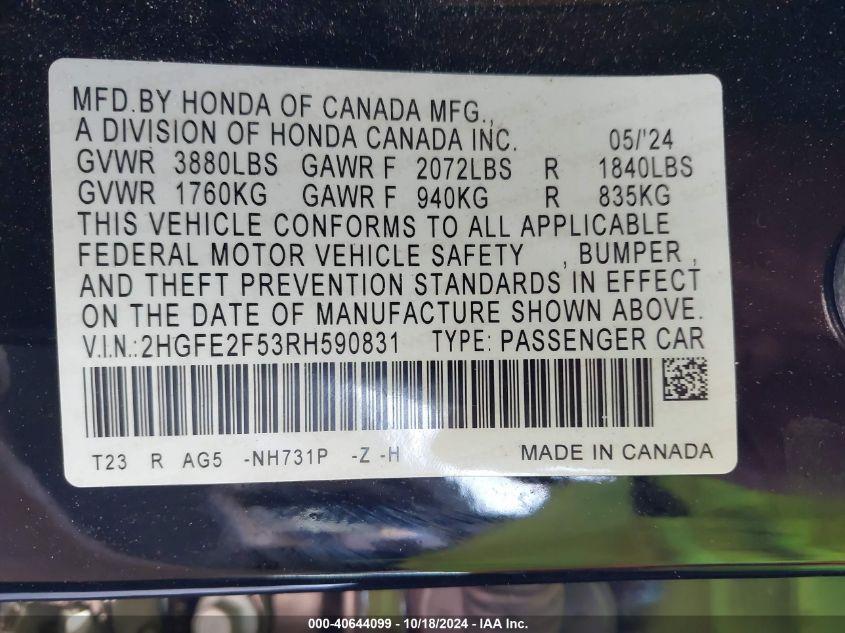 MFD.BY HONDA OF CANADA MFG.,
A DIVISION OF HONDA CANADA INC. 05/'24
GVWR 3880LBS GAWR F 2072LBS R 1840LBS
GVWR 1760KG GAWR F 940KG R 835KG
THIS VEHICLE CONFORMS TO ALL APPLICABLE
FEDERAL MOTOR VEHICLE SAFETY , BUMPER ,
AND THEFT PREVENTION STANDARDS IN EFFECT
ON THE DATE OF MANUFACTURE SHOWN ABOVE.
V.I.N.:2HGFE2F53RH590831 TYPE: PASSENGER CAR
T23 R AG5 -NH731P -Z -H MADE IN CANADA
000-40644099 - 10/18/2024 - IAA Inc.